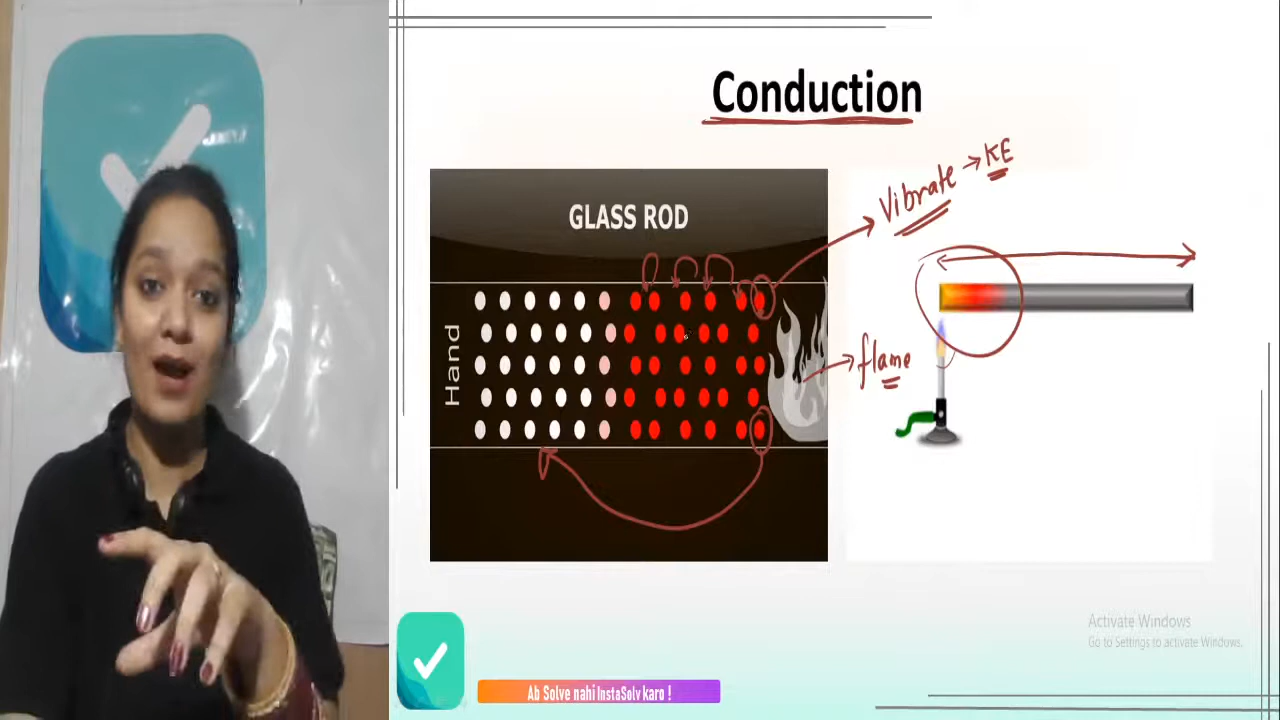 Conduction
Vibrate → KE
GLASS ROD
Hand
flame
Activate Windows
Go to Settings to activate Windows.
Ab Solve nahi InstaSolv karo !